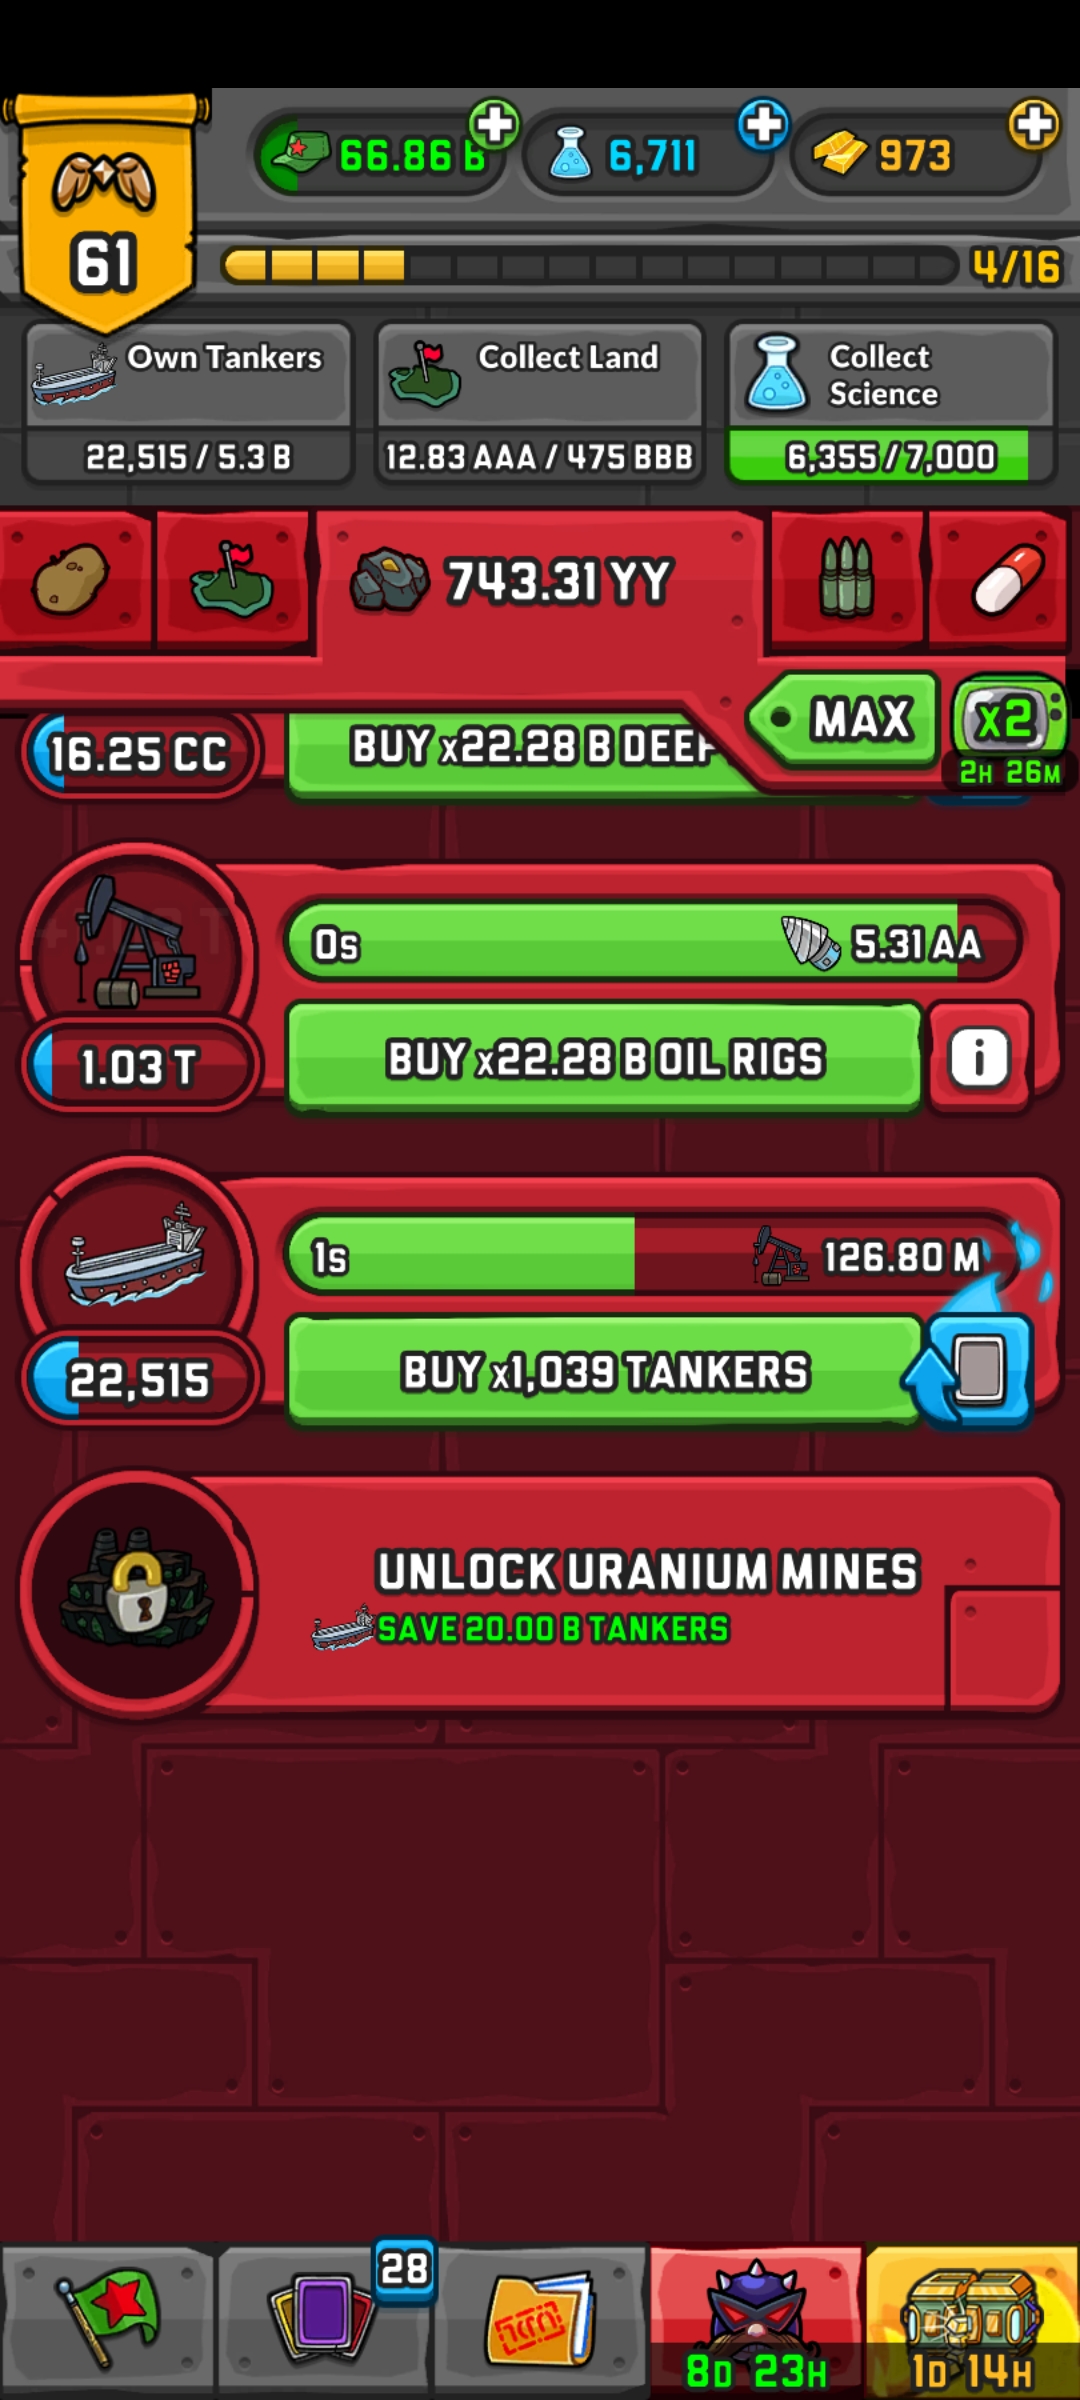 66.86 B
6,711
973
61
4/16
Own Tankers
Collect Land
Collect
Science
22,515 / 5.3 B
12.83 AAA / 475 BBB
6,355 / 7,000
743.31 YY
MAX
x2
2H 26M
16.25 CC
BUY x22.28 B DEEP
0s
5.31 AA
1.03 T
BUY x22.28 B OIL RIGS
i
1s
126.80 M
22,515
BUY x1,039 TANKERS
UNLOCK URANIUM MINES
SAVE 20.00 B TANKERS
28
8D 23H
1D 14H